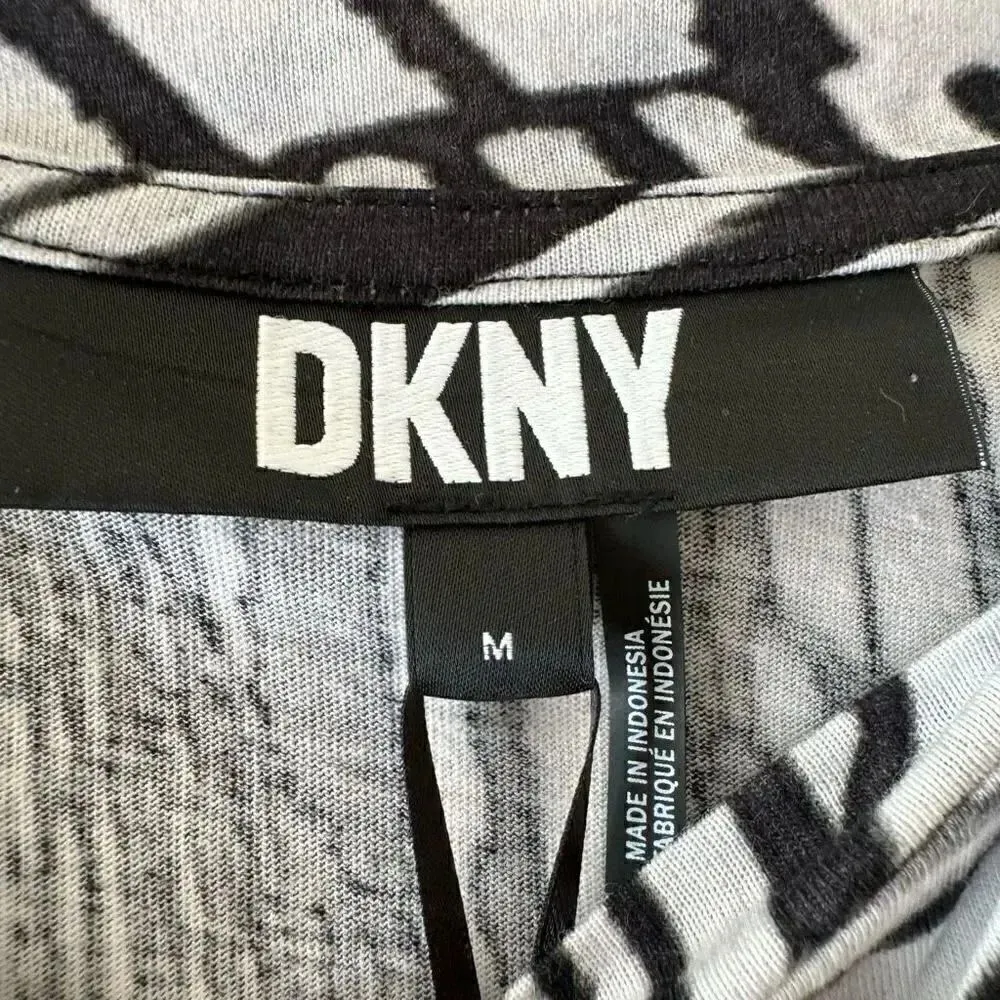 DKNY
M
MADE IN INDONESIA
FABRIQUÉ EN INDONÉSIE